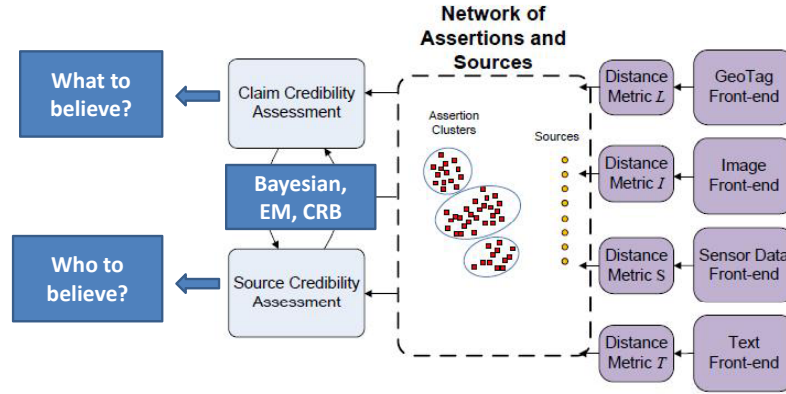 Network of
Assertions and
Sources
What to
believe?
Claim Credibility
Assessment
Bayesian,
EM, CRB
Who to
believe?
Source Credibility
Assessment
Assertion
Clusters
Sources
Distance
Metric L
GeoTag
Front-end
Distance
Metric I
Image
Front-end
Distance
Metric S
Sensor Data
Front-end
Distance
Metric T
Text
Front-end